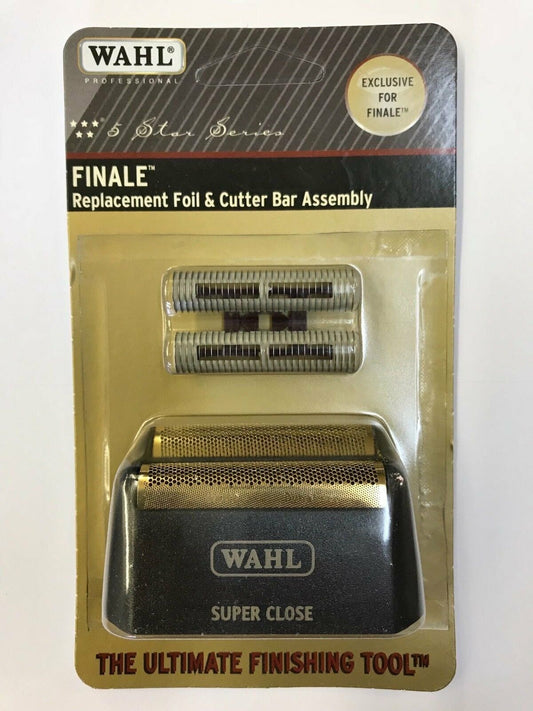 WAHL®
PROFESSIONAL
EXCLUSIVE
FOR
FINALE™
® 5 Star Series
FINALE™
Replacement Foil & Cutter Bar Assembly
WAHL
SUPER CLOSE
THE ULTIMATE FINISHING TOOL™